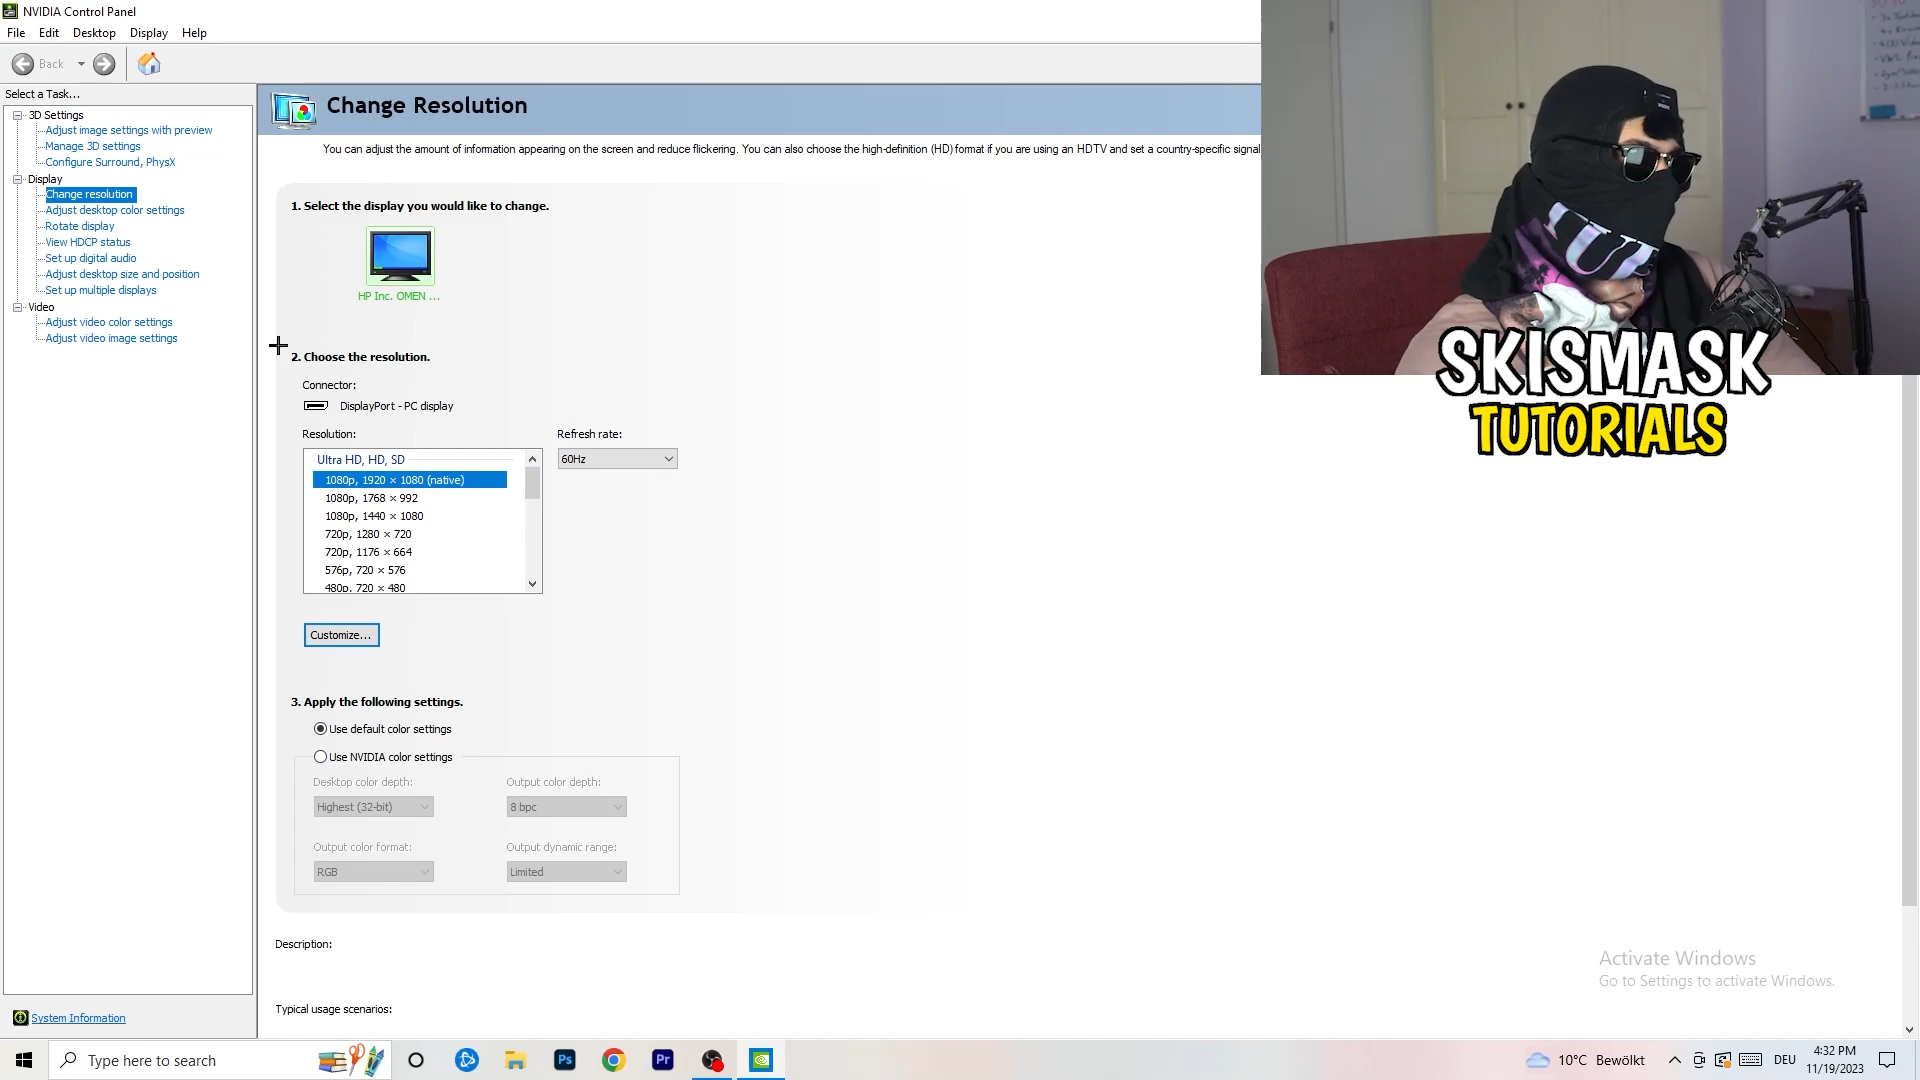 NVIDIA Control Panel
File Edit Desktop Display Help
Back
Select a Task...
3D Settings
Adjust image settings with preview
Manage 3D settings
Configure Surround, PhysX
Display
Change resolution
Adjust desktop color settings
Rotate display
View HDCP status
Set up digital audio
Adjust desktop size and position
Set up multiple displays
Video
Adjust video color settings
Adjust video image settings
System Information
Change Resolution
You can adjust the amount of information appearing on the screen and reduce flickering. You can also choose the high-definition (HD) format if you are using an HDTV and set a country-specific signal
1. Select the display you would like to change.
HP Inc. OMEN ...
2. Choose the resolution.
Connector:
DisplayPort - PC display
Resolution:
Refresh rate:
Ultra HD, HD, SD
60Hz
1080p, 1920 × 1080 (native)
1080p, 1768 × 992
1080p, 1440 × 1080
720p, 1280 × 720
720p, 1176 × 664
576p, 720 × 576
480p, 720 × 480
Customize...
3. Apply the following settings.
Use default color settings
Use NVIDIA color settings
Desktop color depth:
Output color depth:
Highest (32-bit)
8 bpc
Output color format:
Output dynamic range:
RGB
Limited
Description:
Typical usage scenarios:
SKISMASK
TUTORIALS
Activate Windows
Go to Settings to activate Windows.
Type here to search
Ps
Pr
10°C Bewölkt
DEU
4:32 PM
11/19/2023